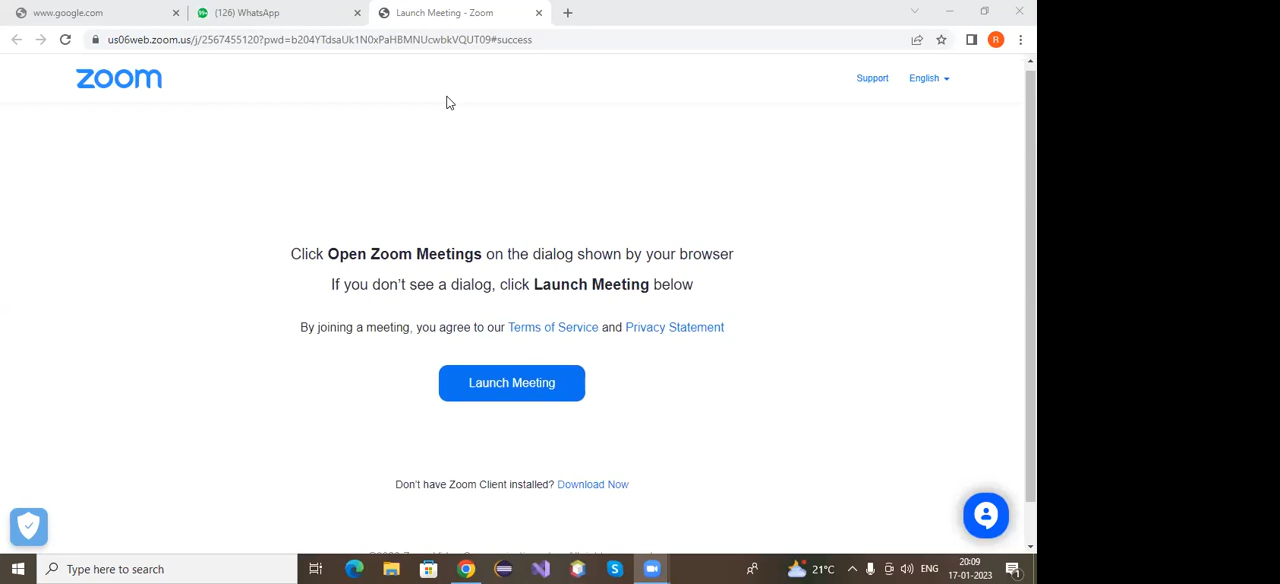 www.google.com
(126) WhatsApp
Launch Meeting - Zoom
us06web.zoom.us/j/2567455120?pwd=b204YTdsaUk1N0xPaHBMNUcwbkVQUT09#success
R
zoom
Support
English
Click Open Zoom Meetings on the dialog shown by your browser
If you don’t see a dialog, click Launch Meeting below
By joining a meeting, you agree to our Terms of Service and Privacy Statement
Launch Meeting
Don’t have Zoom Client installed? Download Now
Type here to search
21°C
ENG
20:09
17-01-2023
1